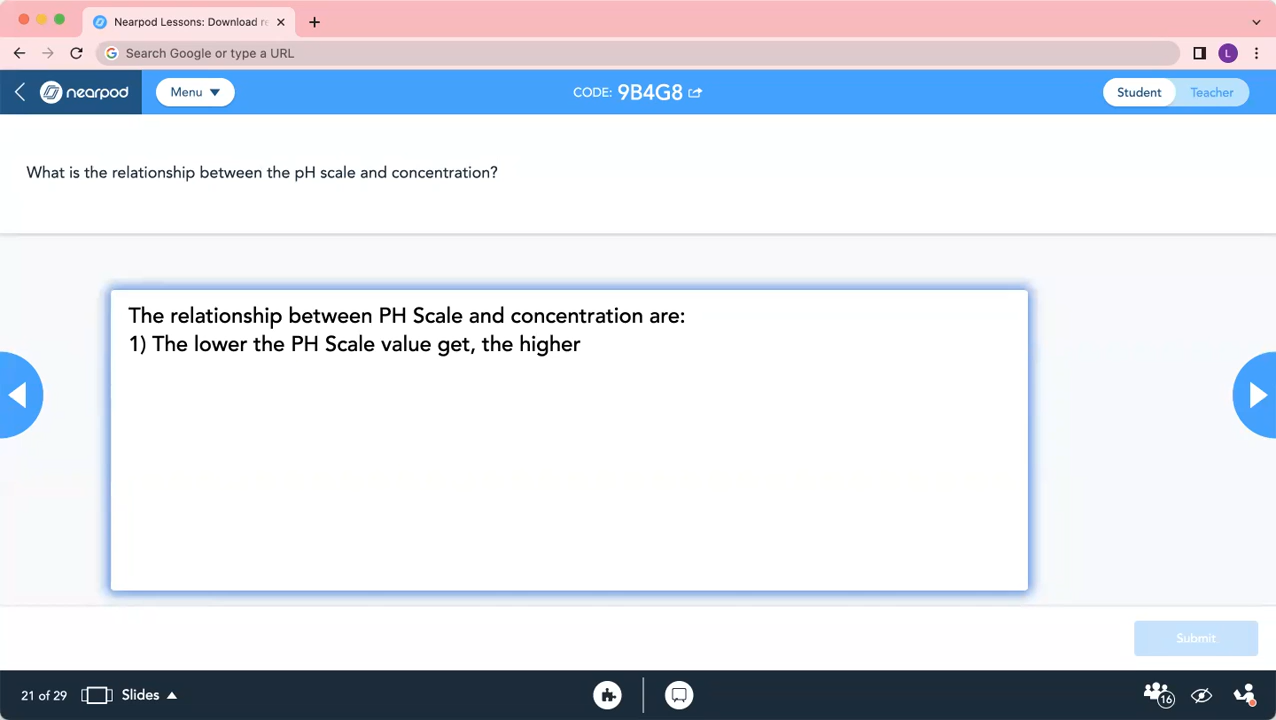 Nearpod Lessons: Download re
Search Google or type a URL
L
nearpod
Menu
CODE: 9B4G8
Student
Teacher
What is the relationship between the pH scale and concentration?
The relationship between PH Scale and concentration are:
1) The lower the PH Scale value get, the higher
Submit
21 of 29
Slides
16